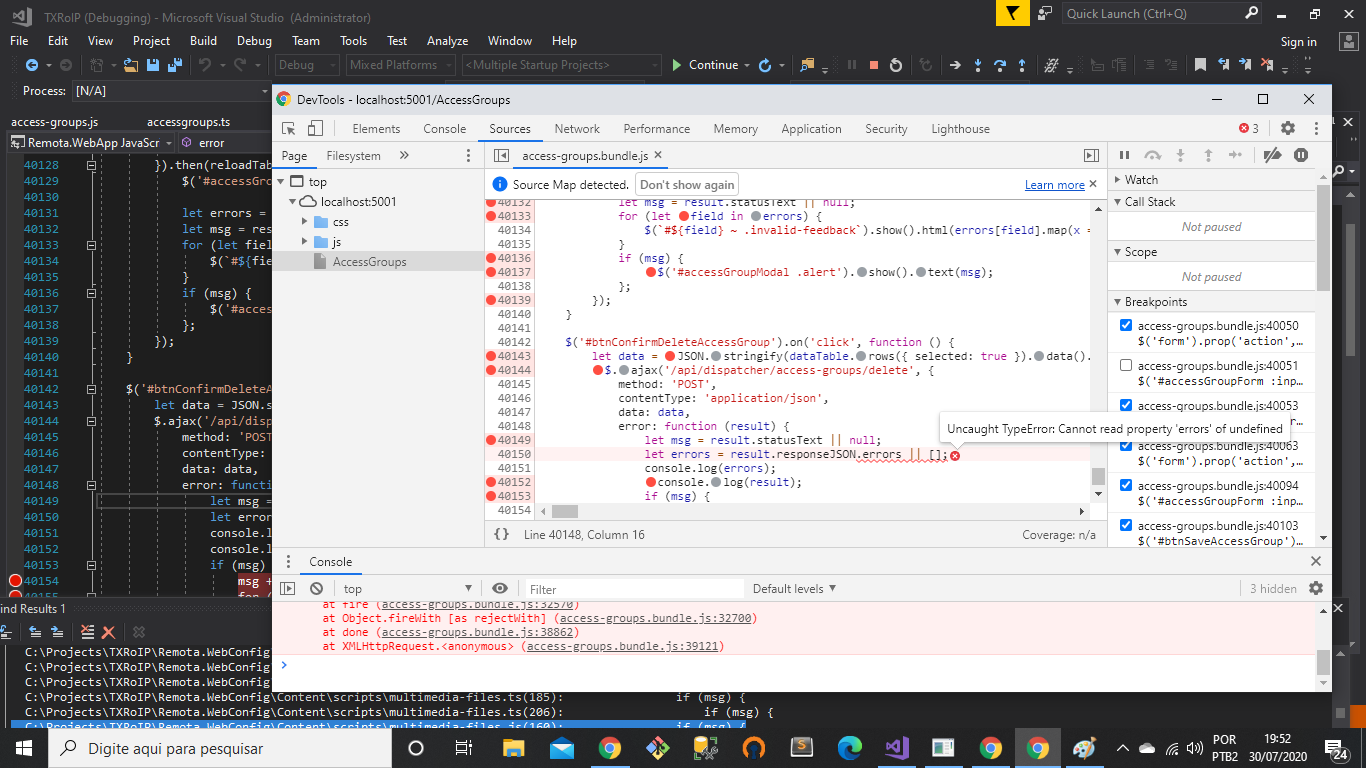 TXRoIP (Debugging) - Microsoft Visual Studio (Administrator)
Quick Launch (Ctrl+Q)
File Edit View Project Build Debug Team Tools Test Analyze Window Help
Sign in
Debug Mixed Platforms <Multiple Startup Projects> Continue
Process: [N/A]
access-groups.js accessgroups.ts
Remota.WebApp JavaScr error
40128 }).then(reloadTab
40129 $('#accessGro
40130
40131 let errors =
40132 let msg = res
40133 for (let fiel
40134 $(`#${fie
40135 }
40136 if (msg) {
40137 $('#acces
40138 };
40139 });
40140 }
40141
40142 $('#btnConfirmDeleteA
40143 let data = JSON.s
40144 $.ajax('/api/disp
40145 method: 'POST
40146 contentType:
40147 data: data,
40148 error: functi
40149 let msg =
40150 let error
40151 console.l
40152 console.l
40153 if (msg)
40154 msg +
40155 for (
DevTools - localhost:5001/AccessGroups
Elements Console Sources Network Performance Memory Application Security Lighthouse 3
Page Filesystem »
access-groups.bundle.js ×
top
localhost:5001
css
js
AccessGroups
Source Map detected. Don't show again Learn more
40132 let msg = result.statusText || null;
40133 for (let field in errors) {
40134 $(`#${field} ~ .invalid-feedback`).show().html(errors[field].map(x =
40135 }
40136 if (msg) {
40137 $('#accessGroupModal .alert').show().text(msg);
40138 };
40139 });
40140 }
40141
40142 $('#btnConfirmDeleteAccessGroup').on('click', function () {
40143 let data = JSON.stringify(dataTable.rows({ selected: true }).data().
40144 $.ajax('/api/dispatcher/access-groups/delete', {
40145 method: 'POST',
40146 contentType: 'application/json',
40147 data: data,
40148 error: function (result) {
40149 let msg = result.statusText || null;
40150 let errors = result.responseJSON.errors || [];
40151 console.log(errors);
40152 console.log(result);
40153 if (msg) {
40154
Uncaught TypeError: Cannot read property 'errors' of undefined
{} Line 40148, Column 16 Coverage: n/a
Watch
Call Stack
Not paused
Scope
Not paused
Breakpoints
access-groups.bundle.js:40050
$('form').prop('action',…
access-groups.bundle.js:40051
$('#accessGroupForm :inp…
access-groups.bundle.js:40053
access-groups.bundle.js:40063
$('form').prop('action',…
access-groups.bundle.js:40094
$('#accessGroupForm :inp…
access-groups.bundle.js:40103
$('#btnSaveAccessGroup')…
Console
top Filter Default levels 3 hidden
at fire (access-groups.bundle.js:32570)
at Object.fireWith [as rejectWith] (access-groups.bundle.js:32700)
at done (access-groups.bundle.js:38862)
at XMLHttpRequest.<anonymous> (access-groups.bundle.js:39121)
ind Results 1
C:\Projects\TXRoIP\Remota.WebConfig
C:\Projects\TXRoIP\Remota.WebConfig
C:\Projects\TXRoIP\Remota.WebConfig
C:\Projects\TXRoIP\Remota.WebConfig\Content\scripts\multimedia-files.ts(185): if (msg) {
C:\Projects\TXRoIP\Remota.WebConfig\Content\scripts\multimedia-files.ts(206): if (msg) {
C:\Projects\TXRoIP\Remota.WebConfig\Content\scripts\multimedia-files.js(160): if (msg) {
Digite aqui para pesquisar
POR
PTB2
19:52
30/07/2020
24